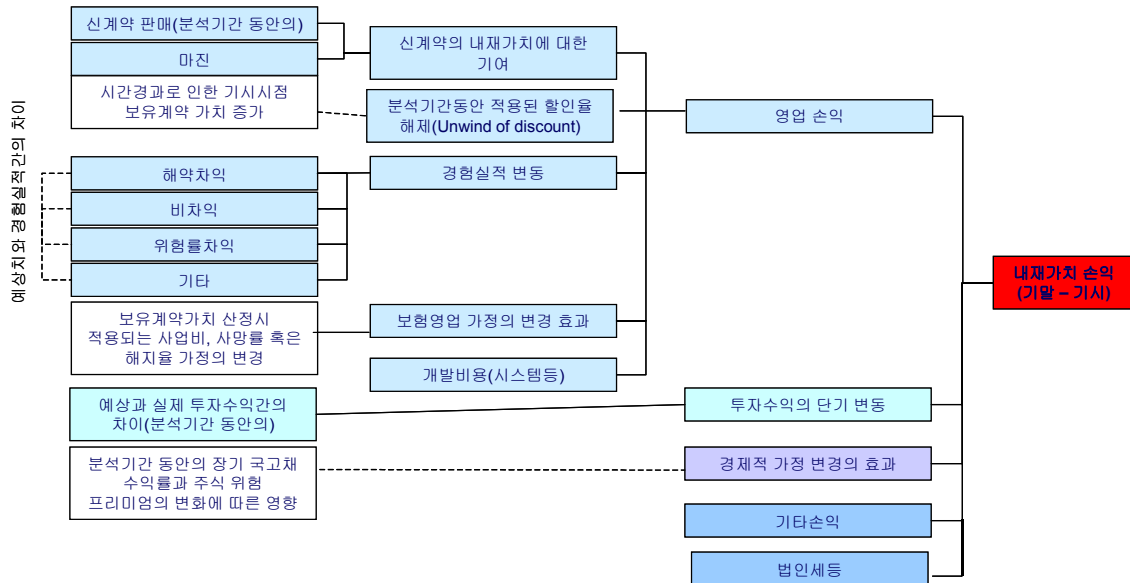 신계약 판매(분석기간 동안의)
마진
시간경과로 인한 기시시점
보유계약 가치 증가
예상치와 경험실적간의 차이
해약차익
비차익
위험률차익
기타
보유계약가치 산정시
적용되는 사업비, 사망률 혹은
해지율 가정의 변경
예상과 실제 투자수익간의
차이(분석기간 동안의)
분석기간 동안의 장기 국고채
수익률과 주식 위험
프리미엄의 변화에 따른 영향
신계약의 내재가치에 대한
기여
분석기간동안 적용된 할인율
해제(Unwind of discount)
경험실적 변동
보험영업 가정의 변경 효과
개발비용(시스템등)
영업 손익
투자수익의 단기 변동
경제적 가정 변경의 효과
기타손익
법인세등
내재가치 손익
(기말 – 기시)